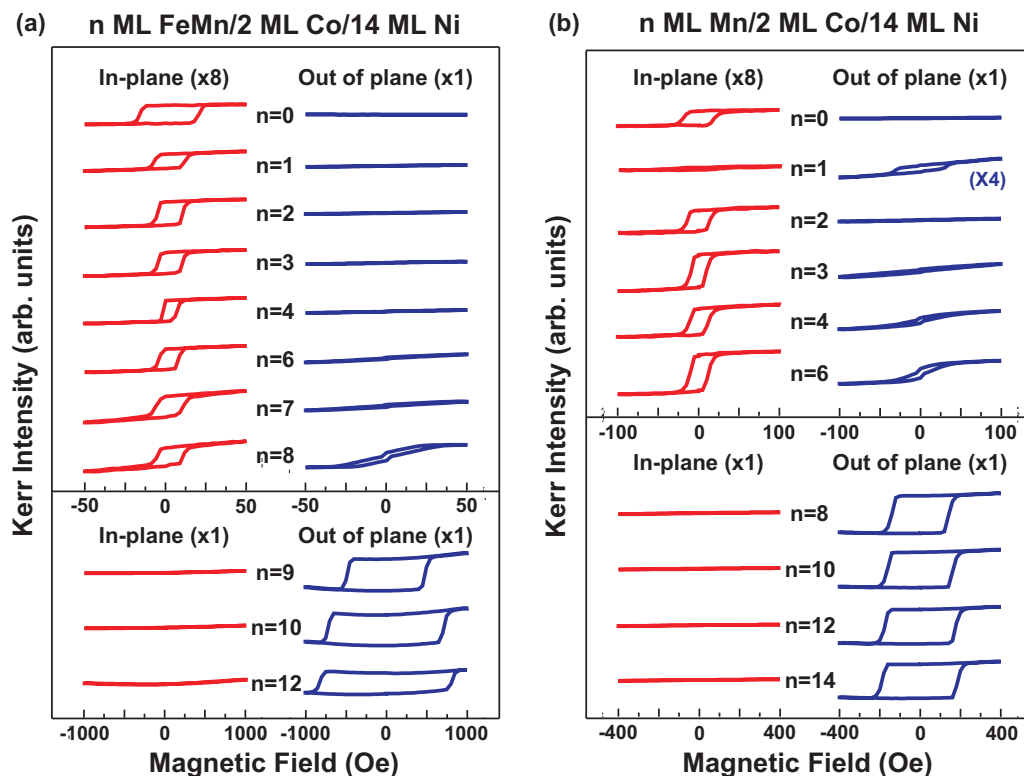 (a) n ML FeMn/2 ML Co/14 ML Ni
In-plane (x8) Out of plane (x1)
n=0
n=1
n=2
n=3
n=4
n=6
n=7
n=8
-50 0 50 -50 0 50
In-plane (x1) Out of plane (x1)
n=9
n=10
n=12
-1000 0 1000 -1000 0 1000
Magnetic Field (Oe)
Kerr Intensity (arb. units)
(b) n ML Mn/2 ML Co/14 ML Ni
In-plane (x8) Out of plane (x1)
n=0
n=1
(X4)
n=2
n=3
n=4
n=6
-100 0 100 -100 0 100
In-plane (x1) Out of plane (x1)
n=8
n=10
n=12
n=14
-400 0 400 -400 0 400
Magnetic Field (Oe)
Kerr Intensity (arb. units)